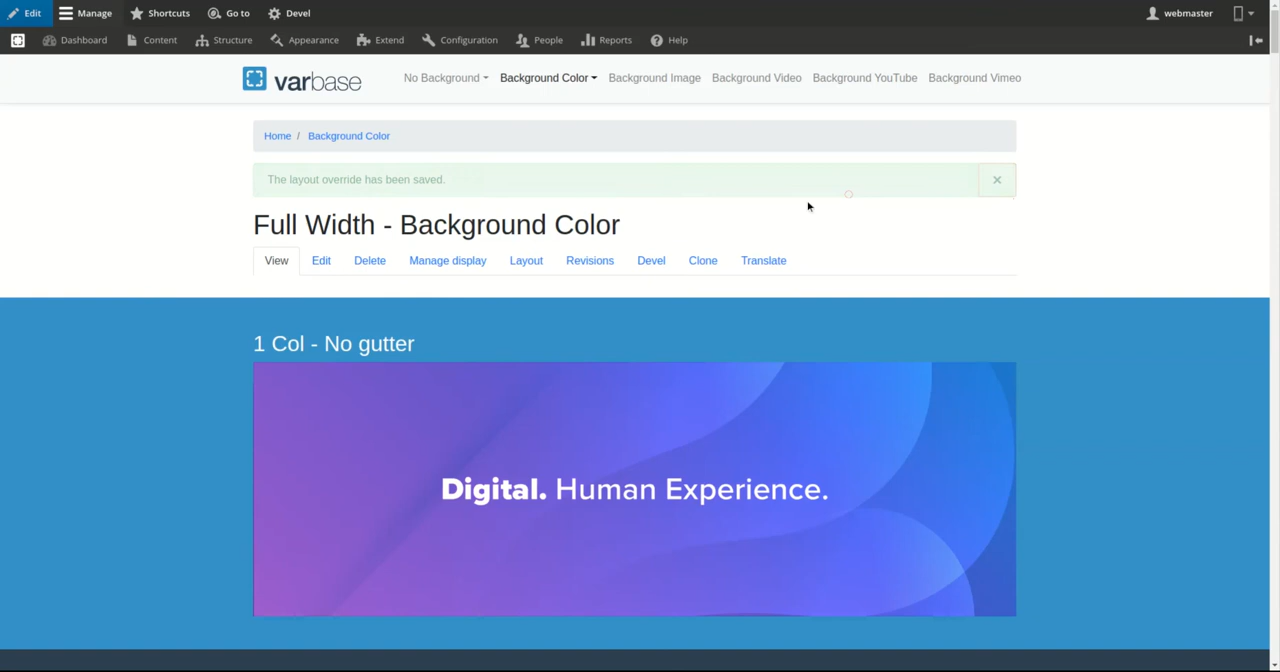 Edit Manage Shortcuts Go to Devel webmaster
Dashboard Content Structure Appearance Extend Configuration People Reports Help
varbase No Background Background Color Background Image Background Video Background YouTube Background Vimeo
Home / Background Color
The layout override has been saved. ×
Full Width - Background Color
View Edit Delete Manage display Layout Revisions Devel Clone Translate
1 Col - No gutter
Digital. Human Experience.